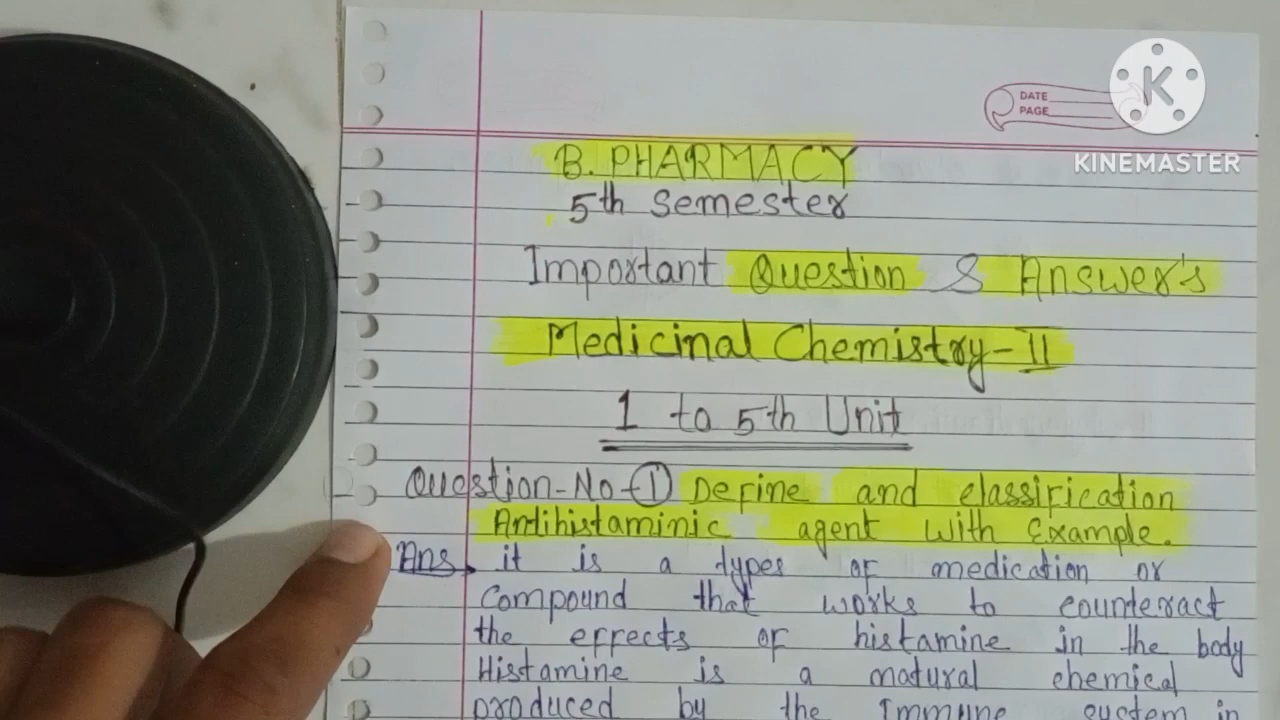 DATE
PAGE
K
KINEMASTER
B. PHARMACY
5th Semester
Important Question & Answer's
Medicinal Chemistry-II
1 to 5th Unit
Question-No-① Define and classification
Antihistaminic agent with Example.
Ans it is a types of medication or
Compound that works to counteract
the effects of histamine in the body
Histamine is a natural chemical
produced by the Immune system in